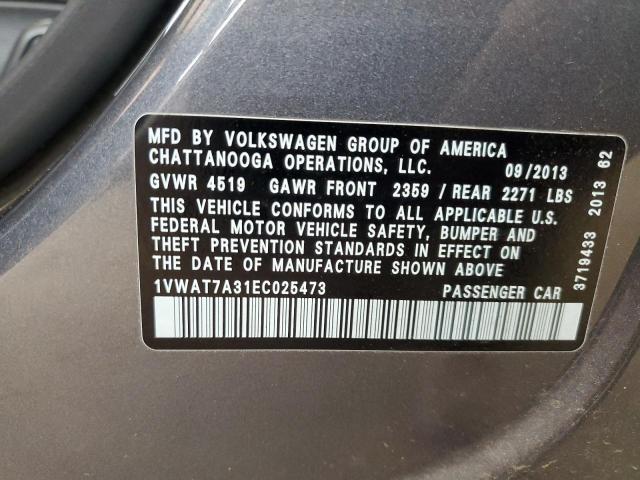 MFD BY VOLKSWAGEN GROUP OF AMERICA
CHATTANOOGA OPERATIONS, LLC. 09/2013
GVWR 4519 GAWR FRONT 2359 / REAR 2271 LBS
THIS VEHICLE CONFORMS TO ALL APPLICABLE U.S.
FEDERAL MOTOR VEHICLE SAFETY, BUMPER AND
THEFT PREVENTION STANDARDS IN EFFECT ON
THE DATE OF MANUFACTURE SHOWN ABOVE
1VWAT7A31EC025473 PASSENGER CAR
3719433 2013 62